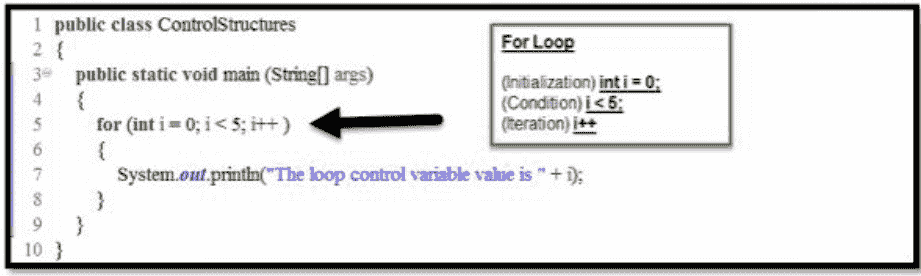 1 public class ControlStructures
2 {
3 public static void main (String[] args)
4 {
5 for (int i = 0; i < 5; i++ )
6 {
7 System.out.println("The loop control variable value is " + i);
8 }
9 }
10 }
For Loop
(Initialization) int i = 0;
(Condition) i < 5;
(Iteration) i++